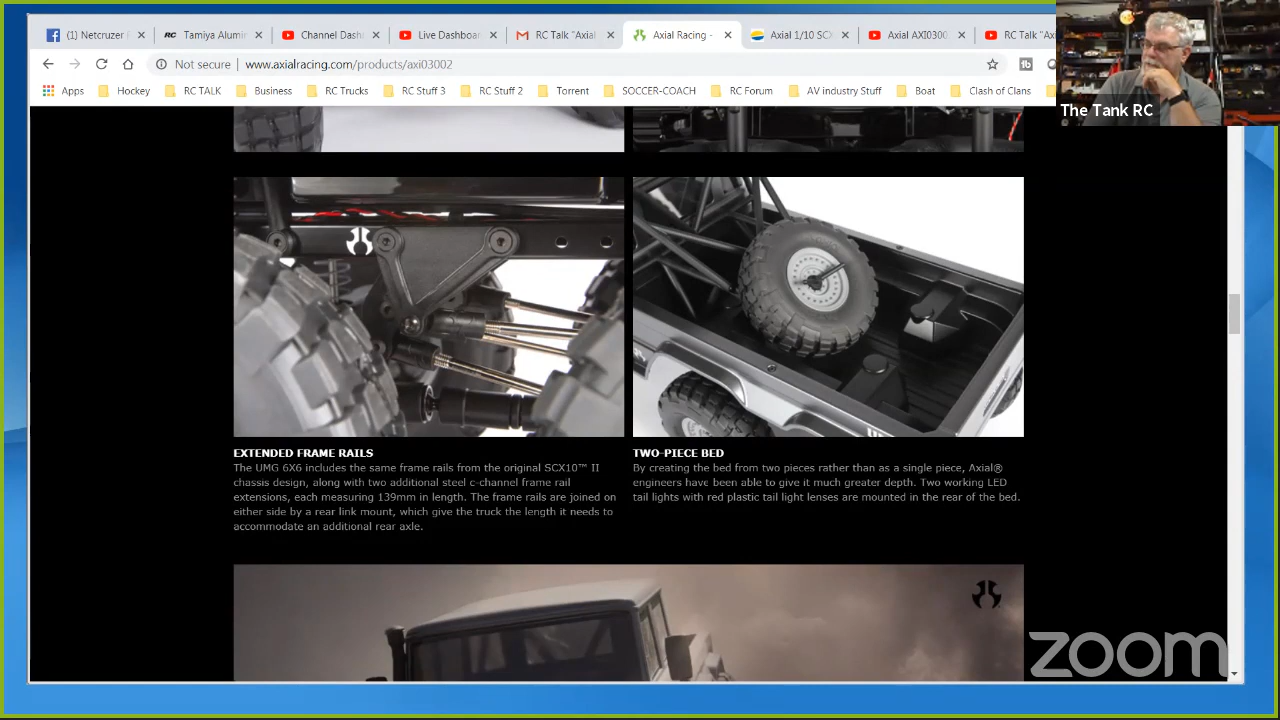 (1) Netcruzer
RC Tamiya Alumin
Channel Dash
Live Dashbo
RC Talk "Axial
Axial Racing -
Axial 1/10 SC
Axial AXI0300
RC Talk "Ax
Not secure | www.axialracing.com/products/axi03002
Apps
Hockey
RC TALK
Business
RC Tru
RC Stuff 3
RC Stuff 2
Torrent
SOCCER-COACH
RC Forum
AV industry Stuff
Boat
Clash of Clans
The Tank RC
EXTENDED FRAME RAILS
The UMG 6X6 includes the same frame rails from the original SCX10™ II
chassis design, along with two additional steel c-channel frame rail
extensions, each measuring 139mm in length. The frame rails are joined on
either side by a rear link mount, which give the truck the length it needs to
accommodate an additional rear axle.
TWO-PIECE BED
By creating the bed from two pieces rather than as a single piece, Axial®
engineers have been able to give it much greater depth. Two working LED
tail lights with red plastic tail light lenses are mounted in the rear of the bed.
zoom